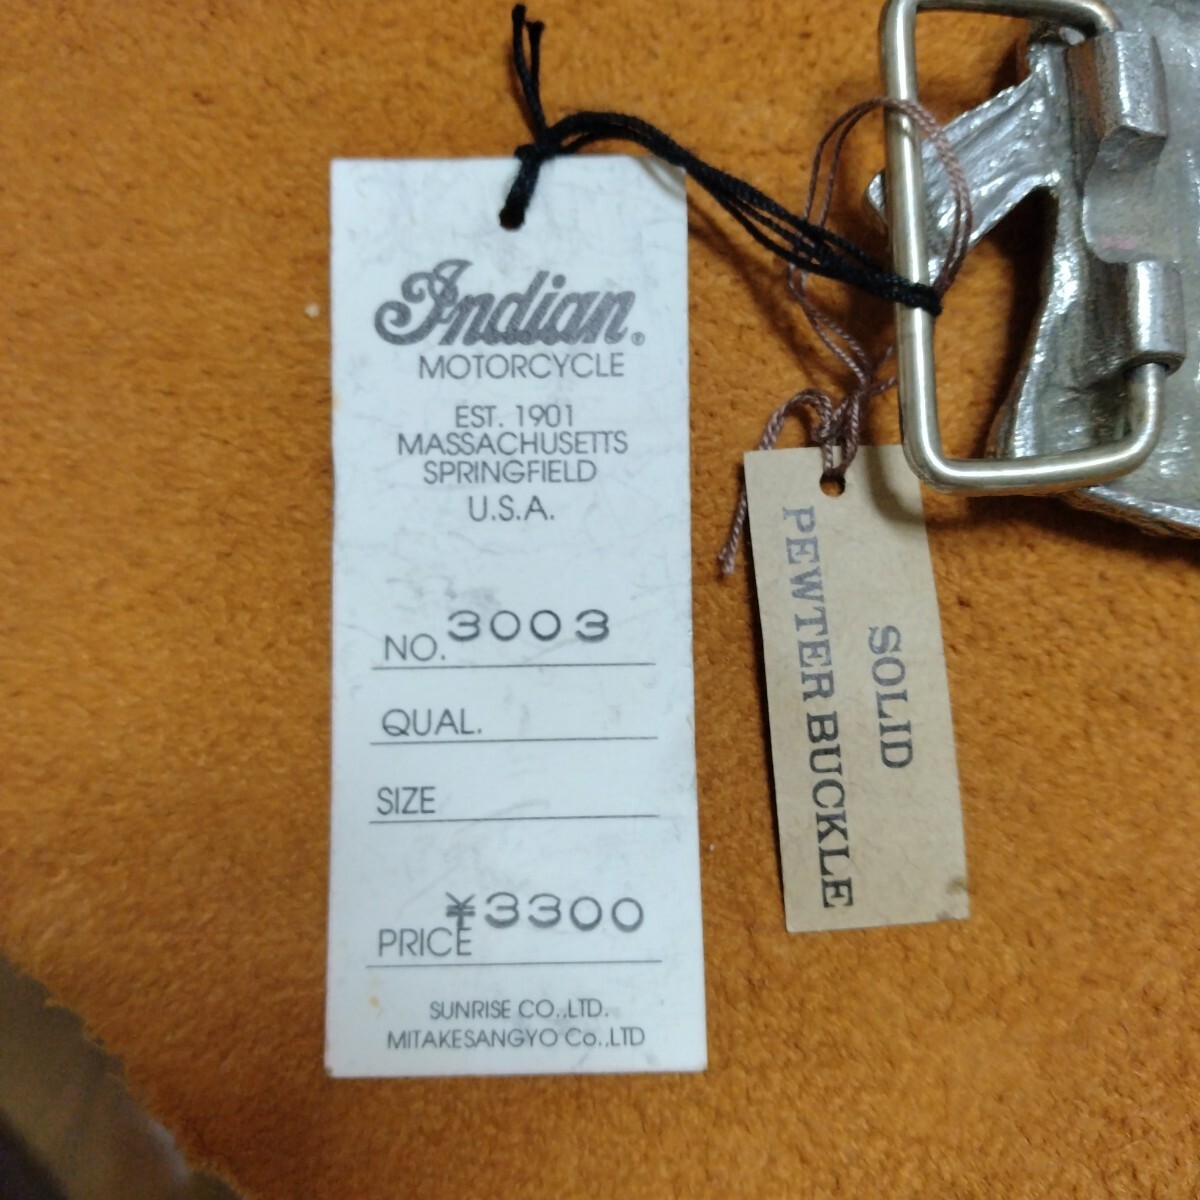 Indian®
MOTORCYCLE
EST. 1901
MASSACHUSETTS
SPRINGFIELD
U.S.A.
NO. 3003
QUAL.
SIZE
PRICE ¥3300
SUNRISE CO.,LTD.
MITAKESANGYO Co.,LTD
SOLID
PEWTER BUCKLE